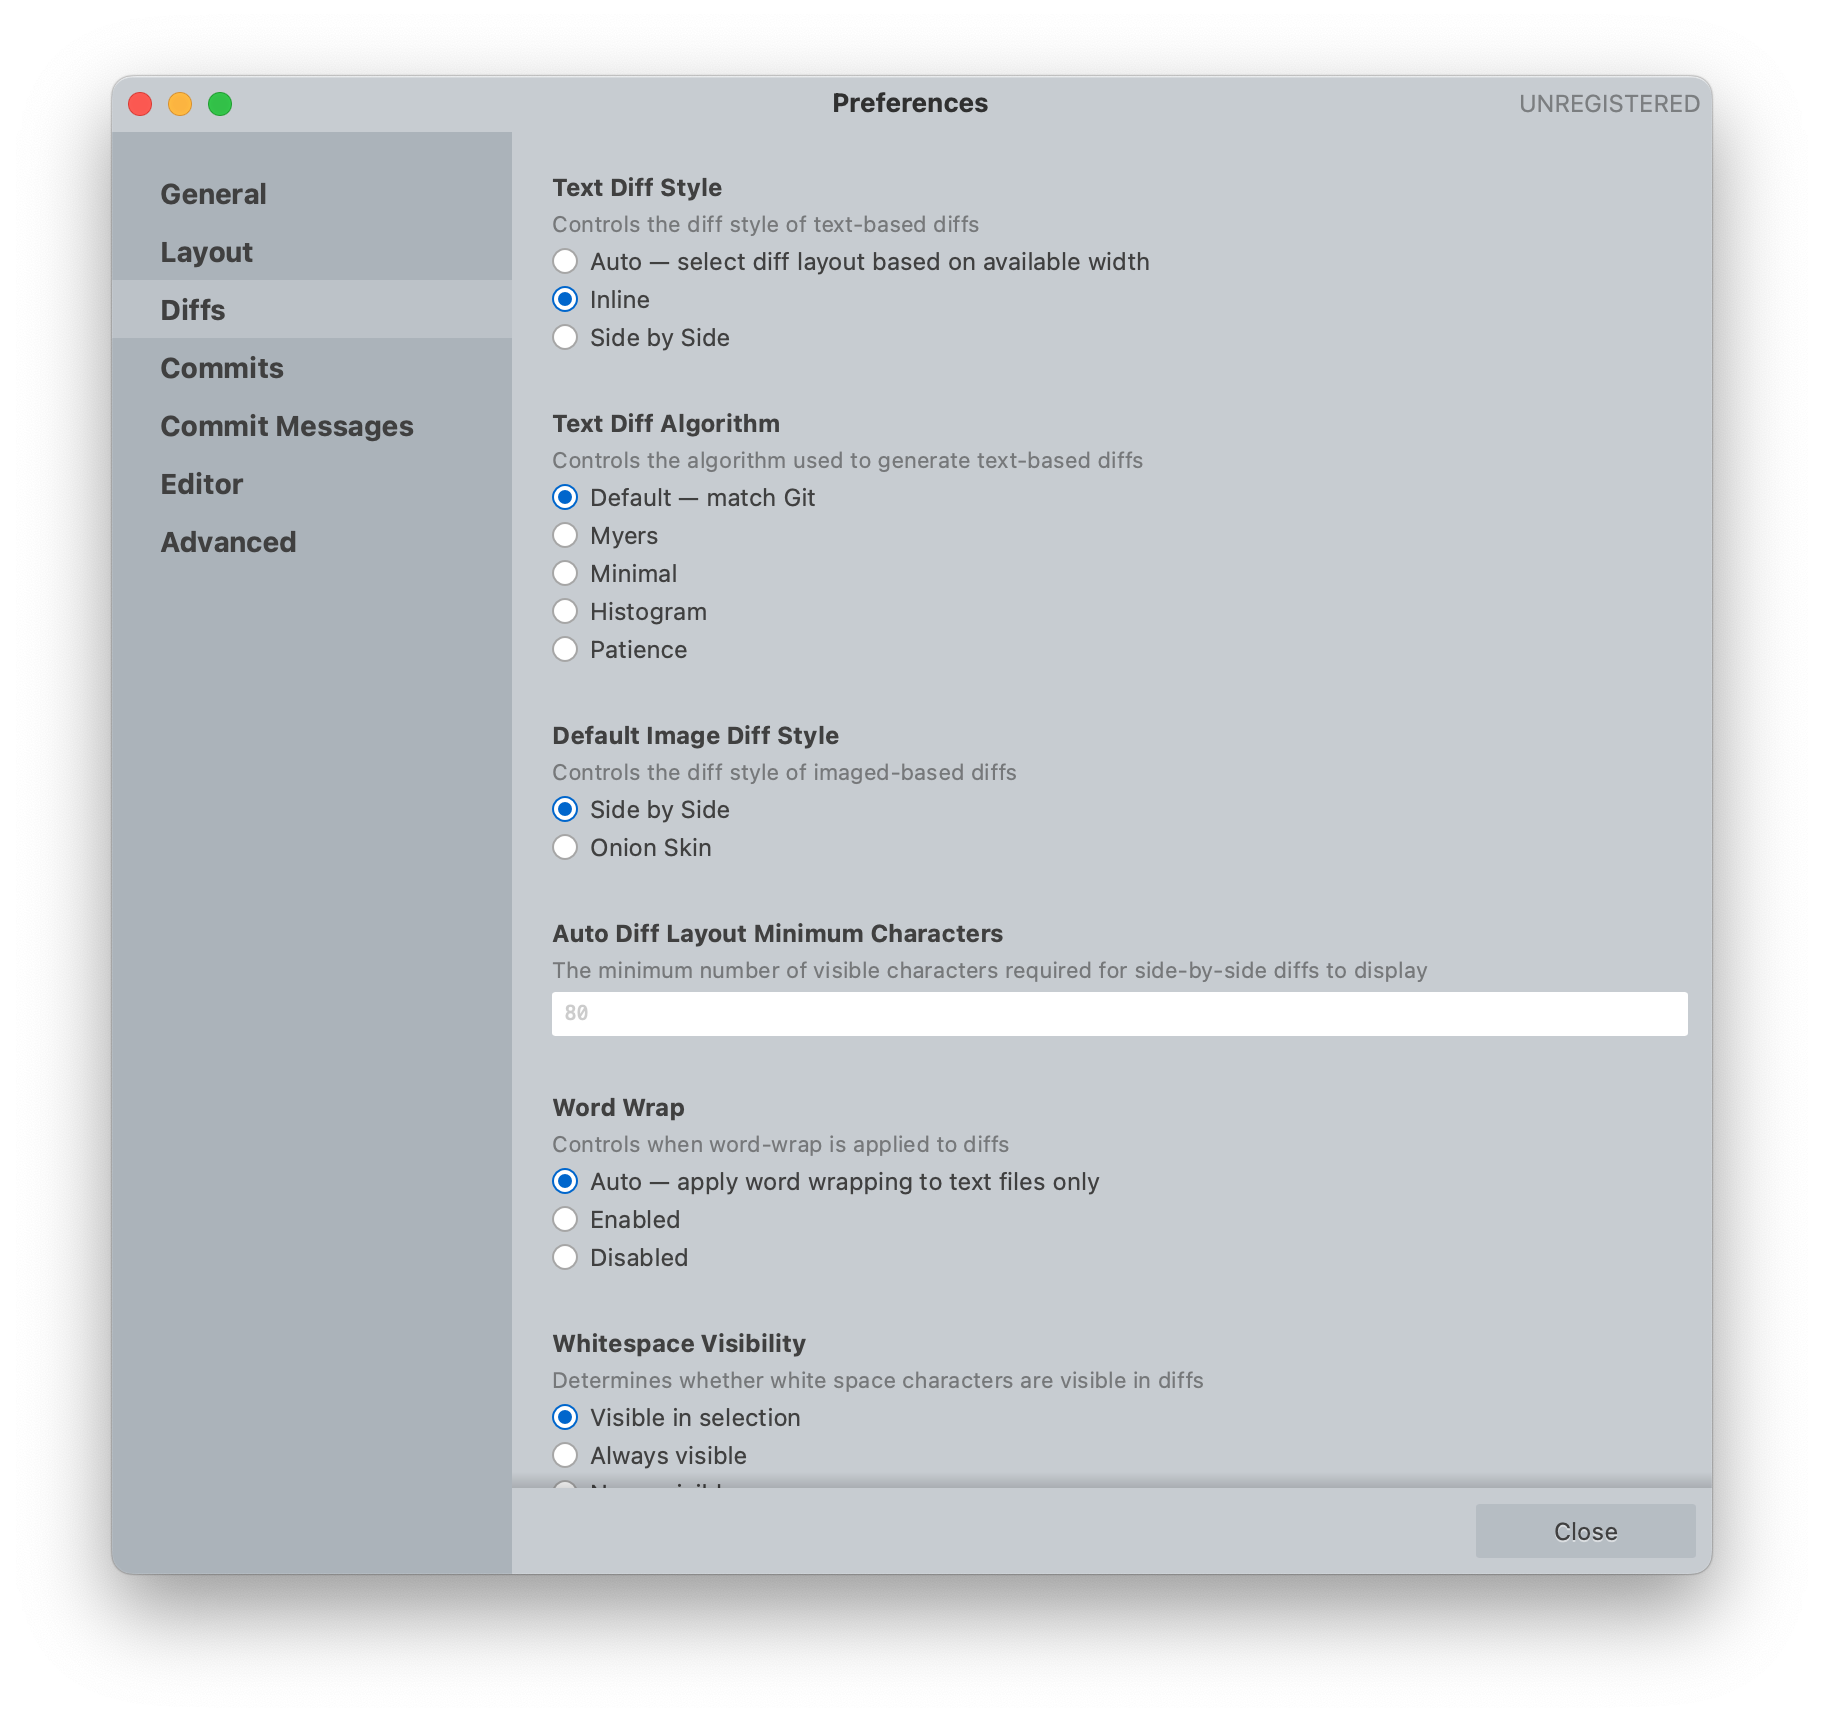 Preferences
UNREGISTERED
General
Layout
Diffs
Commits
Commit Messages
Editor
Advanced
Text Diff Style
Controls the diff style of text-based diffs
Auto — select diff layout based on available width
Inline
Side by Side
Text Diff Algorithm
Controls the algorithm used to generate text-based diffs
Default — match Git
Myers
Minimal
Histogram
Patience
Default Image Diff Style
Controls the diff style of imaged-based diffs
Side by Side
Onion Skin
Auto Diff Layout Minimum Characters
The minimum number of visible characters required for side-by-side diffs to display
80
Word Wrap
Controls when word-wrap is applied to diffs
Auto — apply word wrapping to text files only
Enabled
Disabled
Whitespace Visibility
Determines whether white space characters are visible in diffs
Visible in selection
Always visible
Close